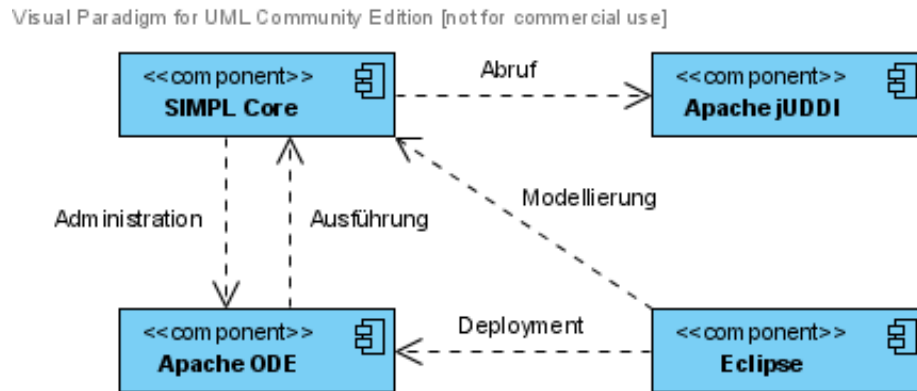 Visual Paradigm for UML Community Edition [not for commercial use]
<<component>>
SIMPL Core
Abruf
<<component>>
Apache jUDDI
Administration
Ausführung
Modellierung
<<component>>
Apache ODE
Deployment
<<component>>
Eclipse